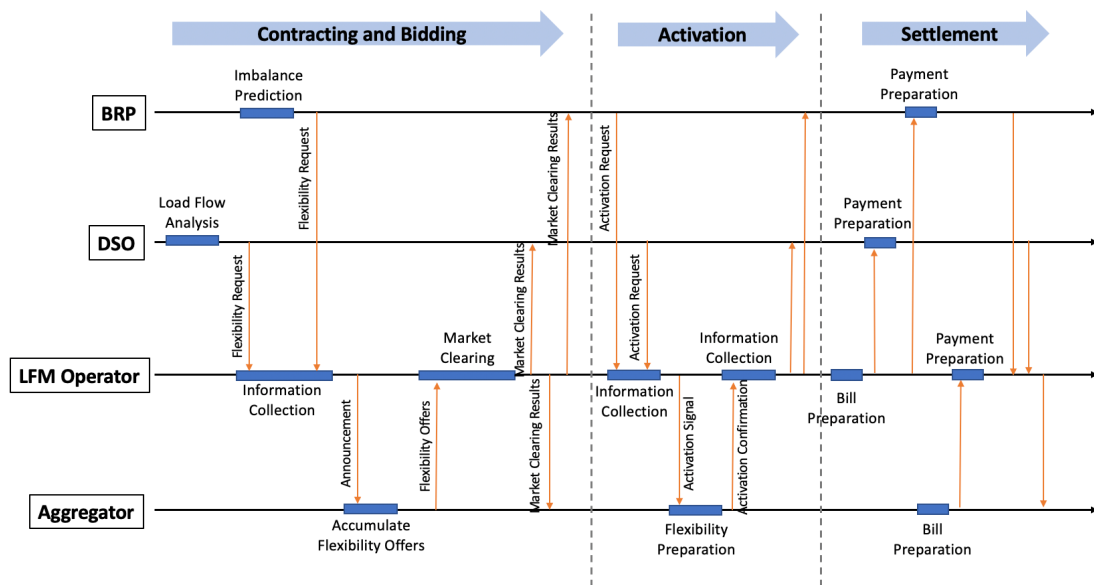 Contracting and Bidding
Activation
Settlement
Imbalance
Prediction
Payment
Preparation
BRP
Flexibility Request
Market Clearing Results
Activation Request
Load Flow
Analysis
Payment
Preparation
DSO
Flexibility Request
Market Clearing Results
Activation Request
Market
Clearing
Information
Collection
Payment
Preparation
LFM Operator
Information
Collection
Information
Collection
Bill
Preparation
Announcement
Flexibility Offers
Market Clearing Results
Activation Signal
Activation Confirmation
Aggregator
Accumulate
Flexibility Offers
Flexibility
Preparation
Bill
Preparation